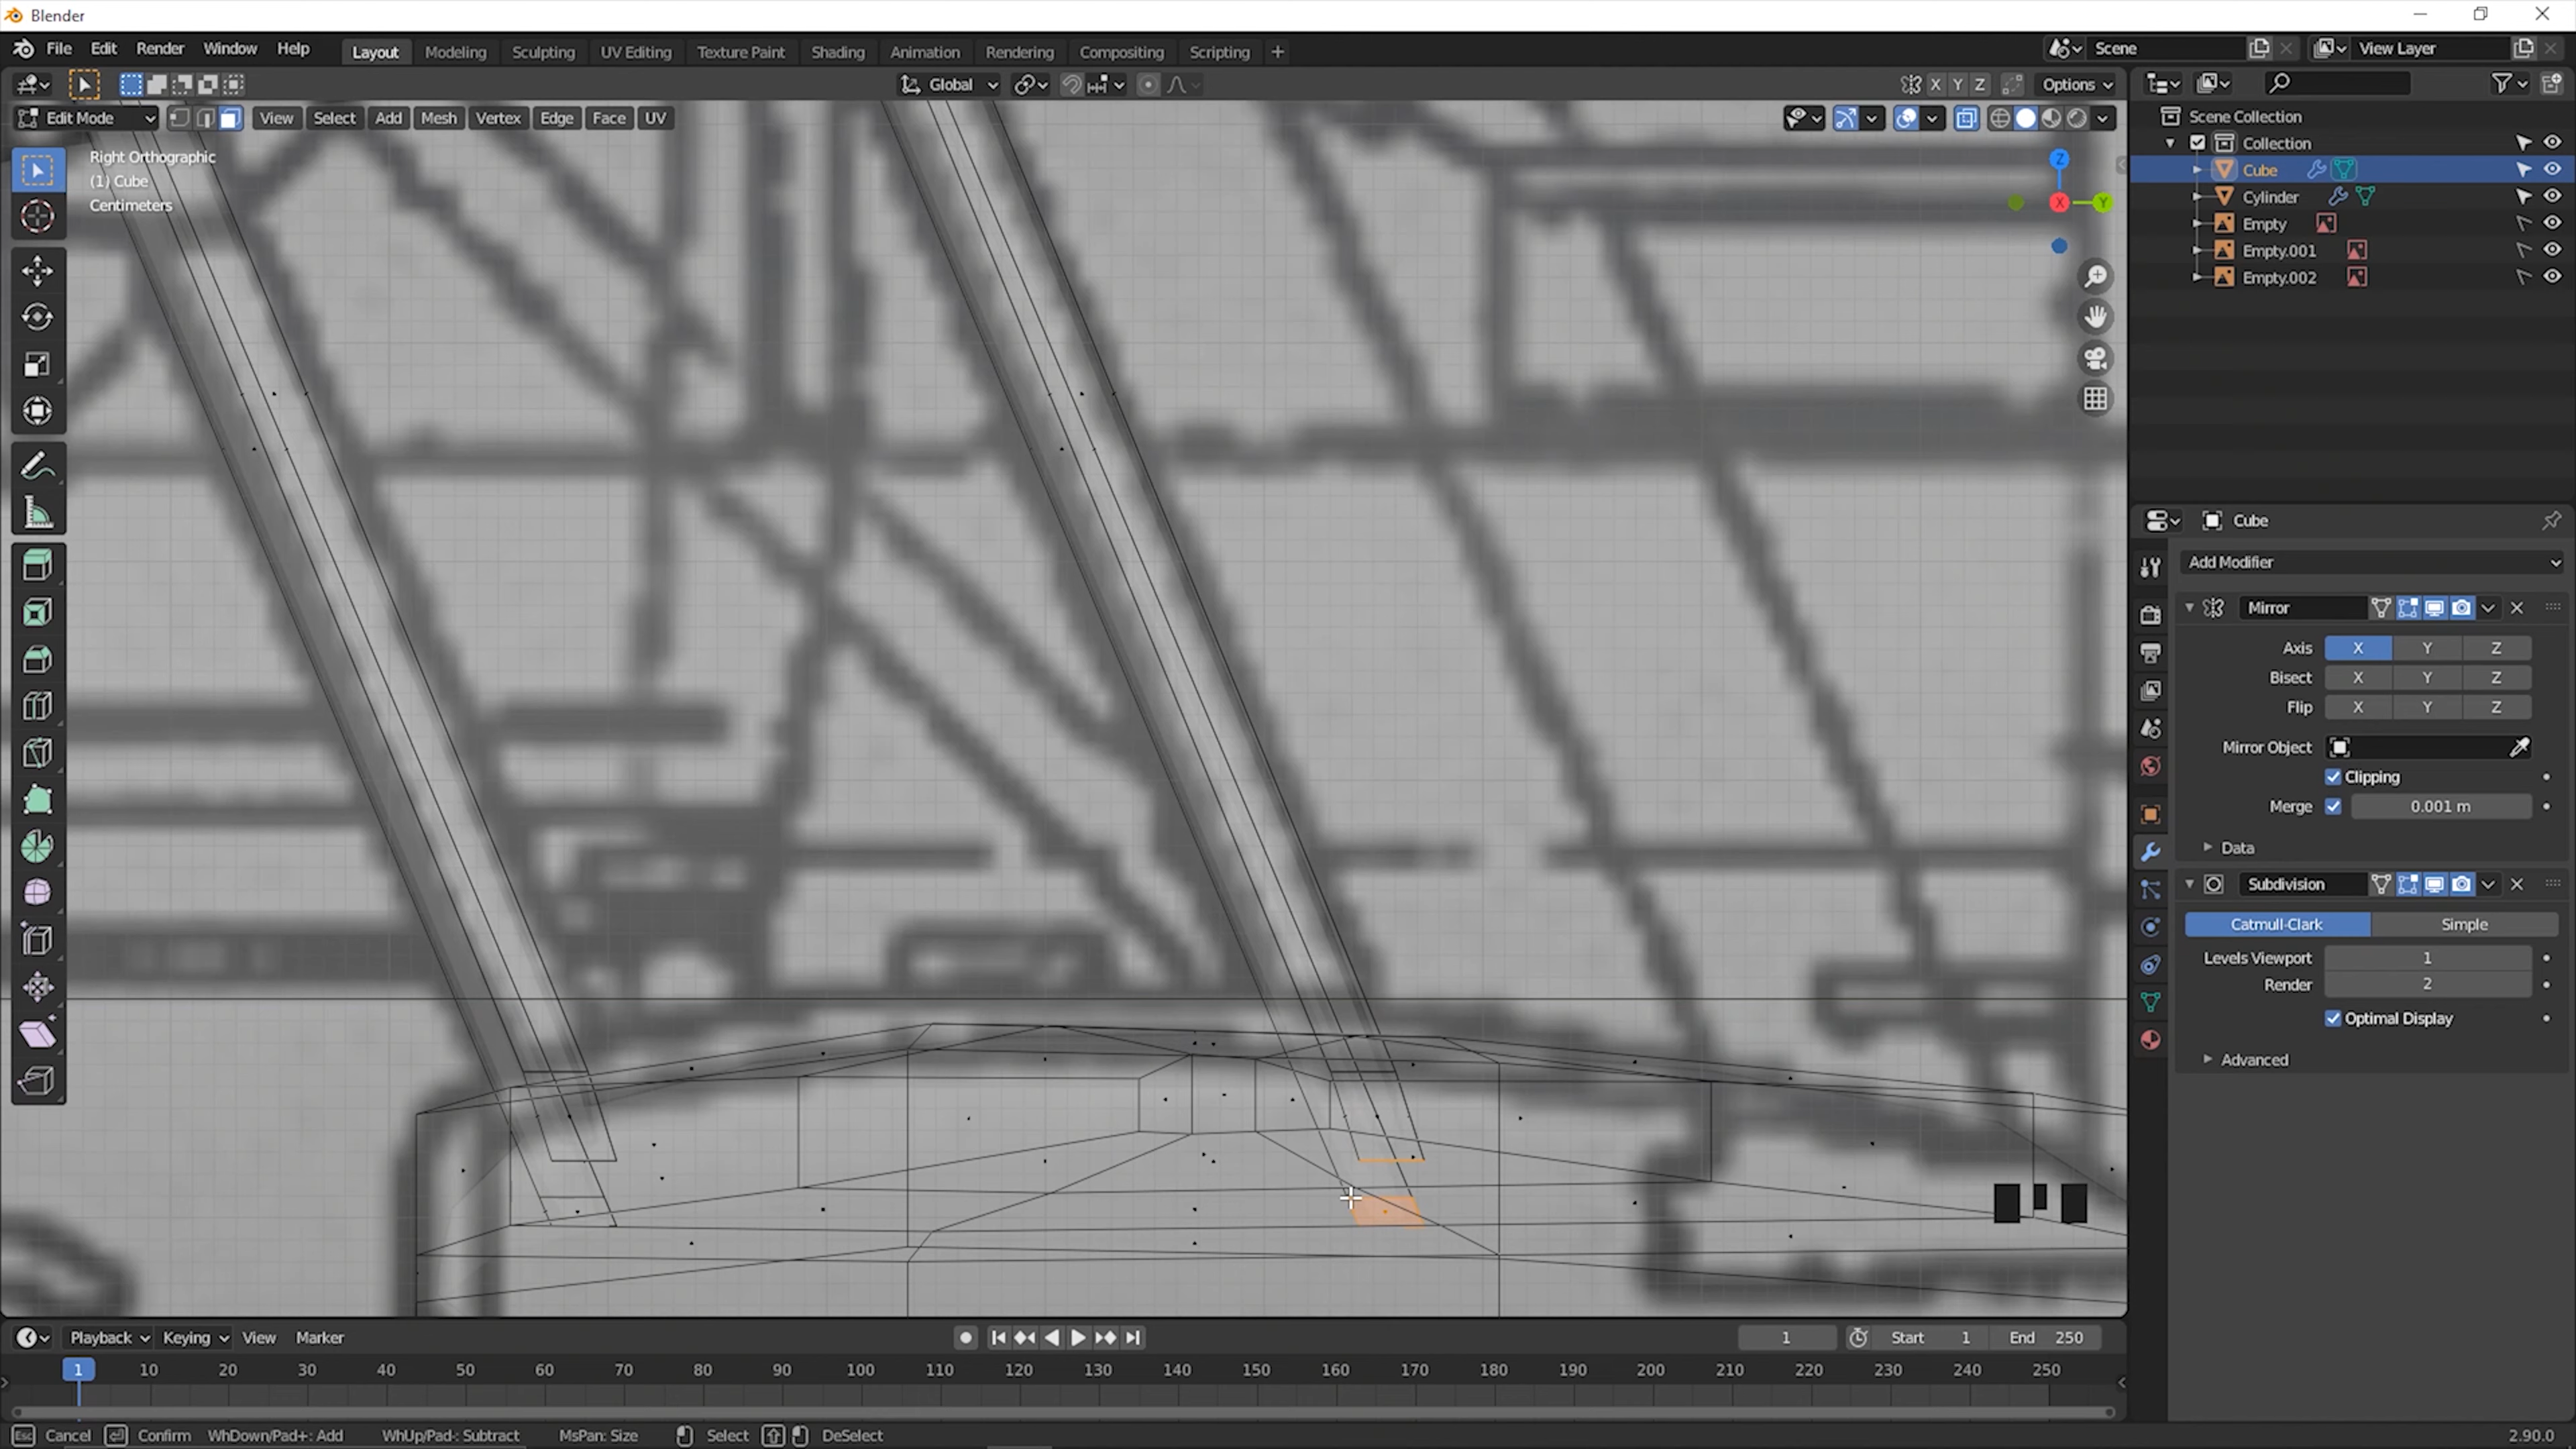 Blender
File Edit Render Window Help Layout Modeling Sculpting UV Editing Texture Paint Shading Animation Rendering Compositing Scripting + Scene View Layer
Global X Y Z Options
Edit Mode View Select Add Mesh Vertex Edge Face UV
Right Orthographic
(1) Cube
Centimeters
Z
X
Y
Scene Collection
Collection
Cube
Cylinder
Empty
Empty.001
Empty.002
Cube
Add Modifier
Mirror
Axis X Y Z
Bisect X Y Z
Flip X Y Z
Mirror Object
Clipping
Merge 0.001 m
Data
Subdivision
Catmull-Clark Simple
Levels Viewport 1
Render 2
Optimal Display
Advanced
Playback Keying View Marker 1 Start 1 End 250
1 10 20 30 40 50 60 70 80 90 100 110 120 130 140 150 160 170 180 190 200 210 220 230 240 250
Esc Cancel Confirm WhDown/Pad+: Add WhUp/Pad-: Subtract MsPan: Size Select DeSelect 2.90.0